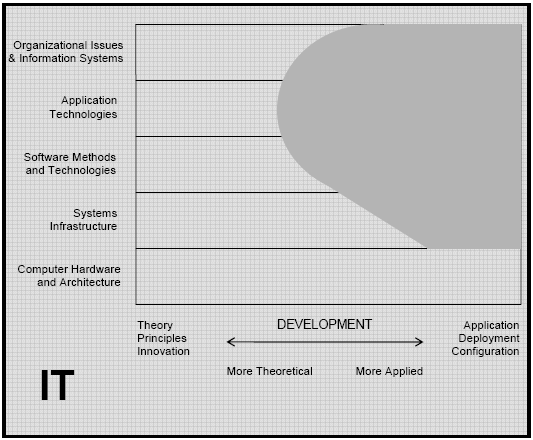 Organizational Issues
& Information Systems
Application
Technologies
Software Methods
and Technologies
Systems
Infrastructure
Computer Hardware
and Architecture
Theory
Principles
Innovation
DEVELOPMENT
Application
Deployment
Configuration
More Theoretical
More Applied
IT